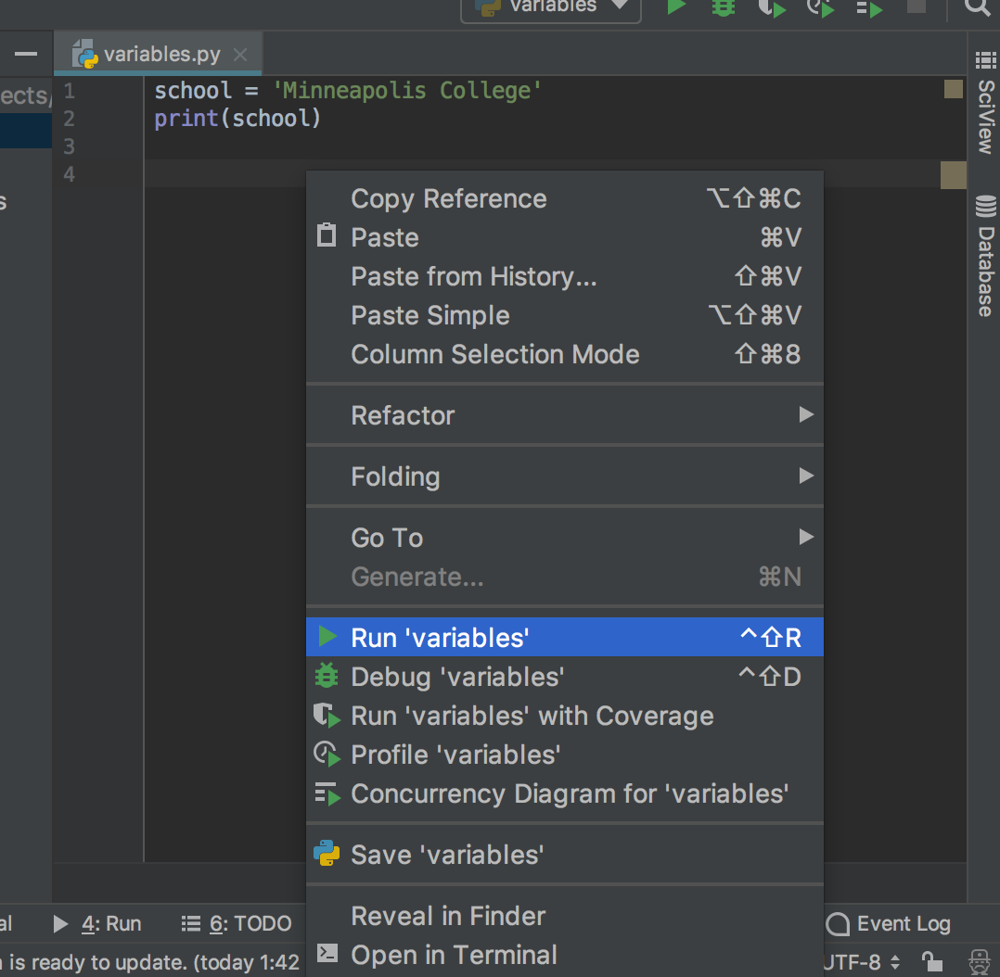 variables
variables.py
ects/
1 school = 'Minneapolis College'
2 print(school)
3
4
s
SciView
Database
Copy Reference ⌥⇧⌘C
Paste ⌘V
Paste from History... ⇧⌘V
Paste Simple ⌥⇧⌘V
Column Selection Mode ⇧⌘8
Refactor
Folding
Go To
Generate... ⌘N
Run 'variables' ^⇧R
Debug 'variables' ^⇧D
Run 'variables' with Coverage
Profile 'variables'
Concurrency Diagram for 'variables'
Save 'variables'
Reveal in Finder
Open in Terminal
al 4: Run 6: TODO Event Log
n is ready to update. (today 1:42 UTF-8